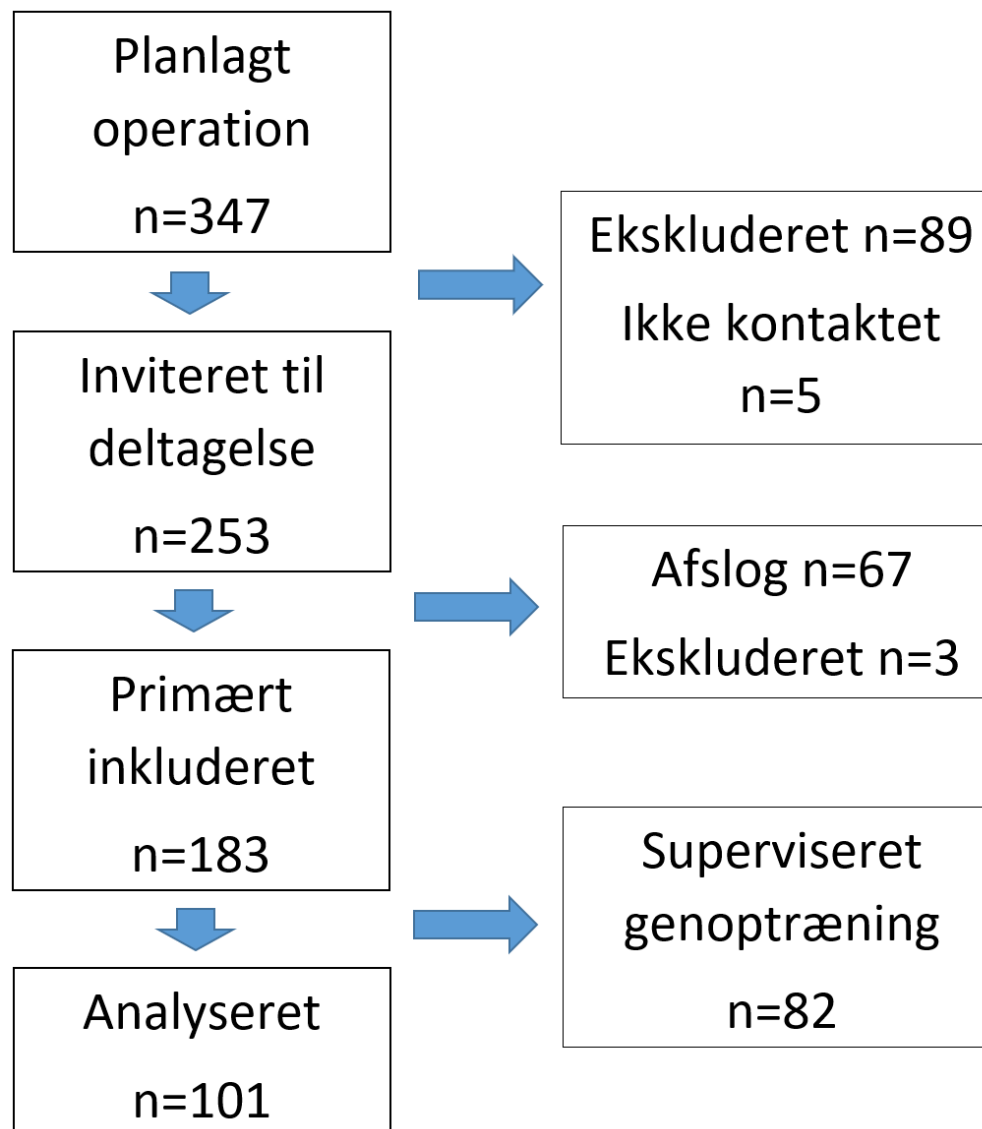 Planlagt
operation
n=347
Ekskluderet n=89
Ikke kontaktet
n=5
Inviteret til
deltagelse
n=253
Afslog n=67
Ekskluderet n=3
Primært
inkluderet
n=183
Superviseret
genoptræning
n=82
Analyseret
n=101